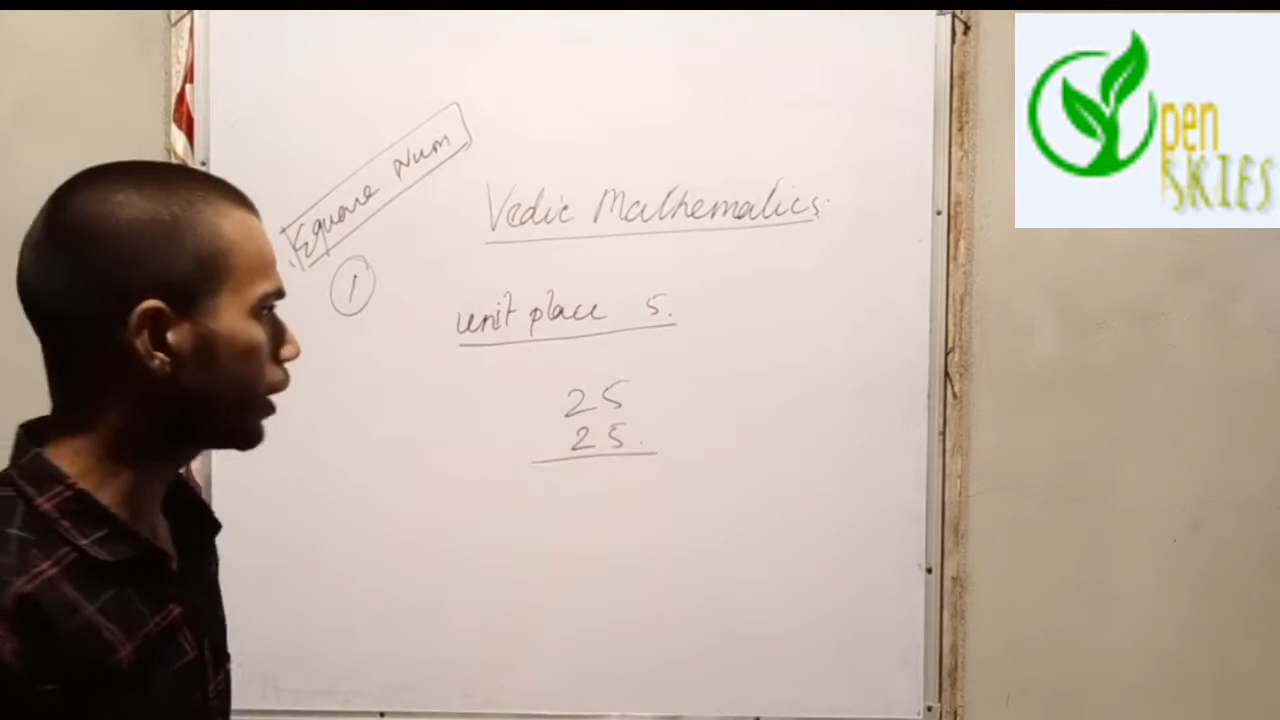 Square Num
1
Vedic Mathematics
unit place 5.
25
25.
Open
SKIES